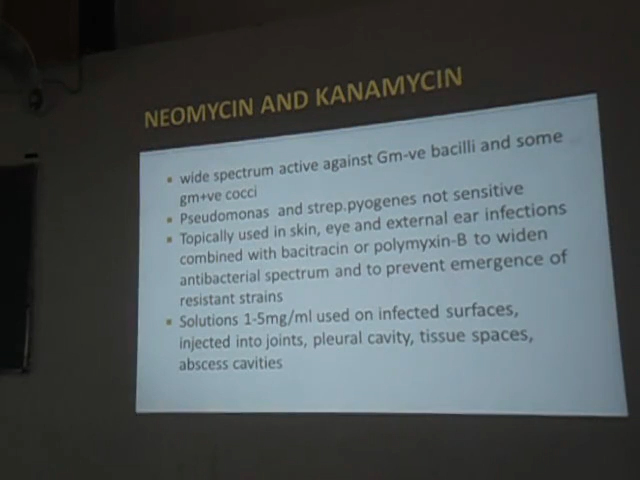 NEOMYCIN AND KANAMYCIN
▪ wide spectrum active against Gm-ve bacilli and some
gm+ve cocci
▪ Pseudomonas and strep.pyogenes not sensitive
▪ Topically used in skin, eye and external ear infections
combined with bacitracin or polymyxin-B to widen
antibacterial spectrum and to prevent emergence of
resistant strains
▪ Solutions 1-5mg/ml used on infected surfaces,
injected into joints, pleural cavity, tissue spaces,
abscess cavities